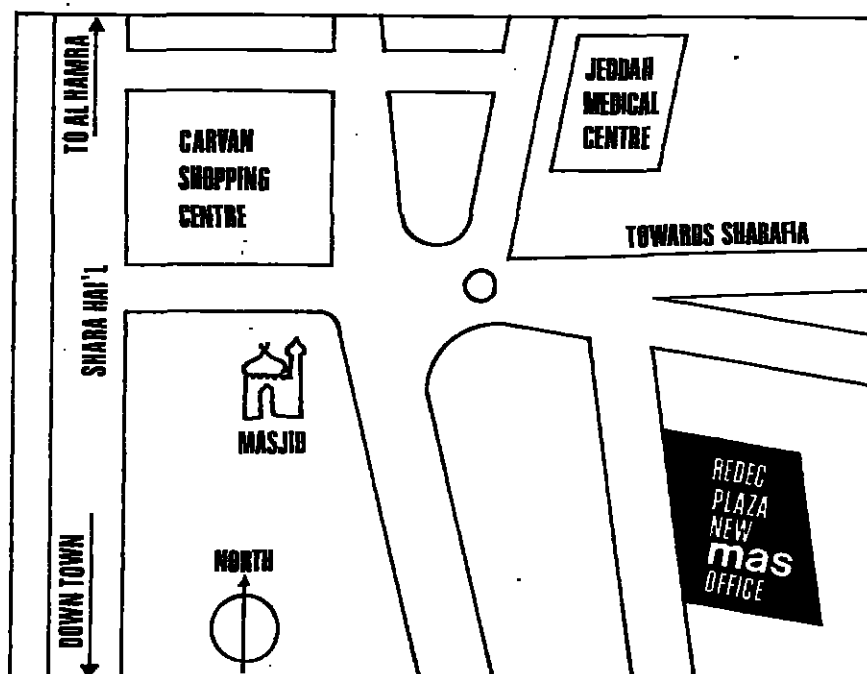 TO AL HAMRA
CARVAN
SHOPPING
CENTRE
JEDDAH
MEDICAL
CENTRE
TOWARDS SHARAFIA
SHARA HAI'L
MASJID
DOWN TOWN
NORTH
REDEC
PLAZA
NEW
mas
OFFICE